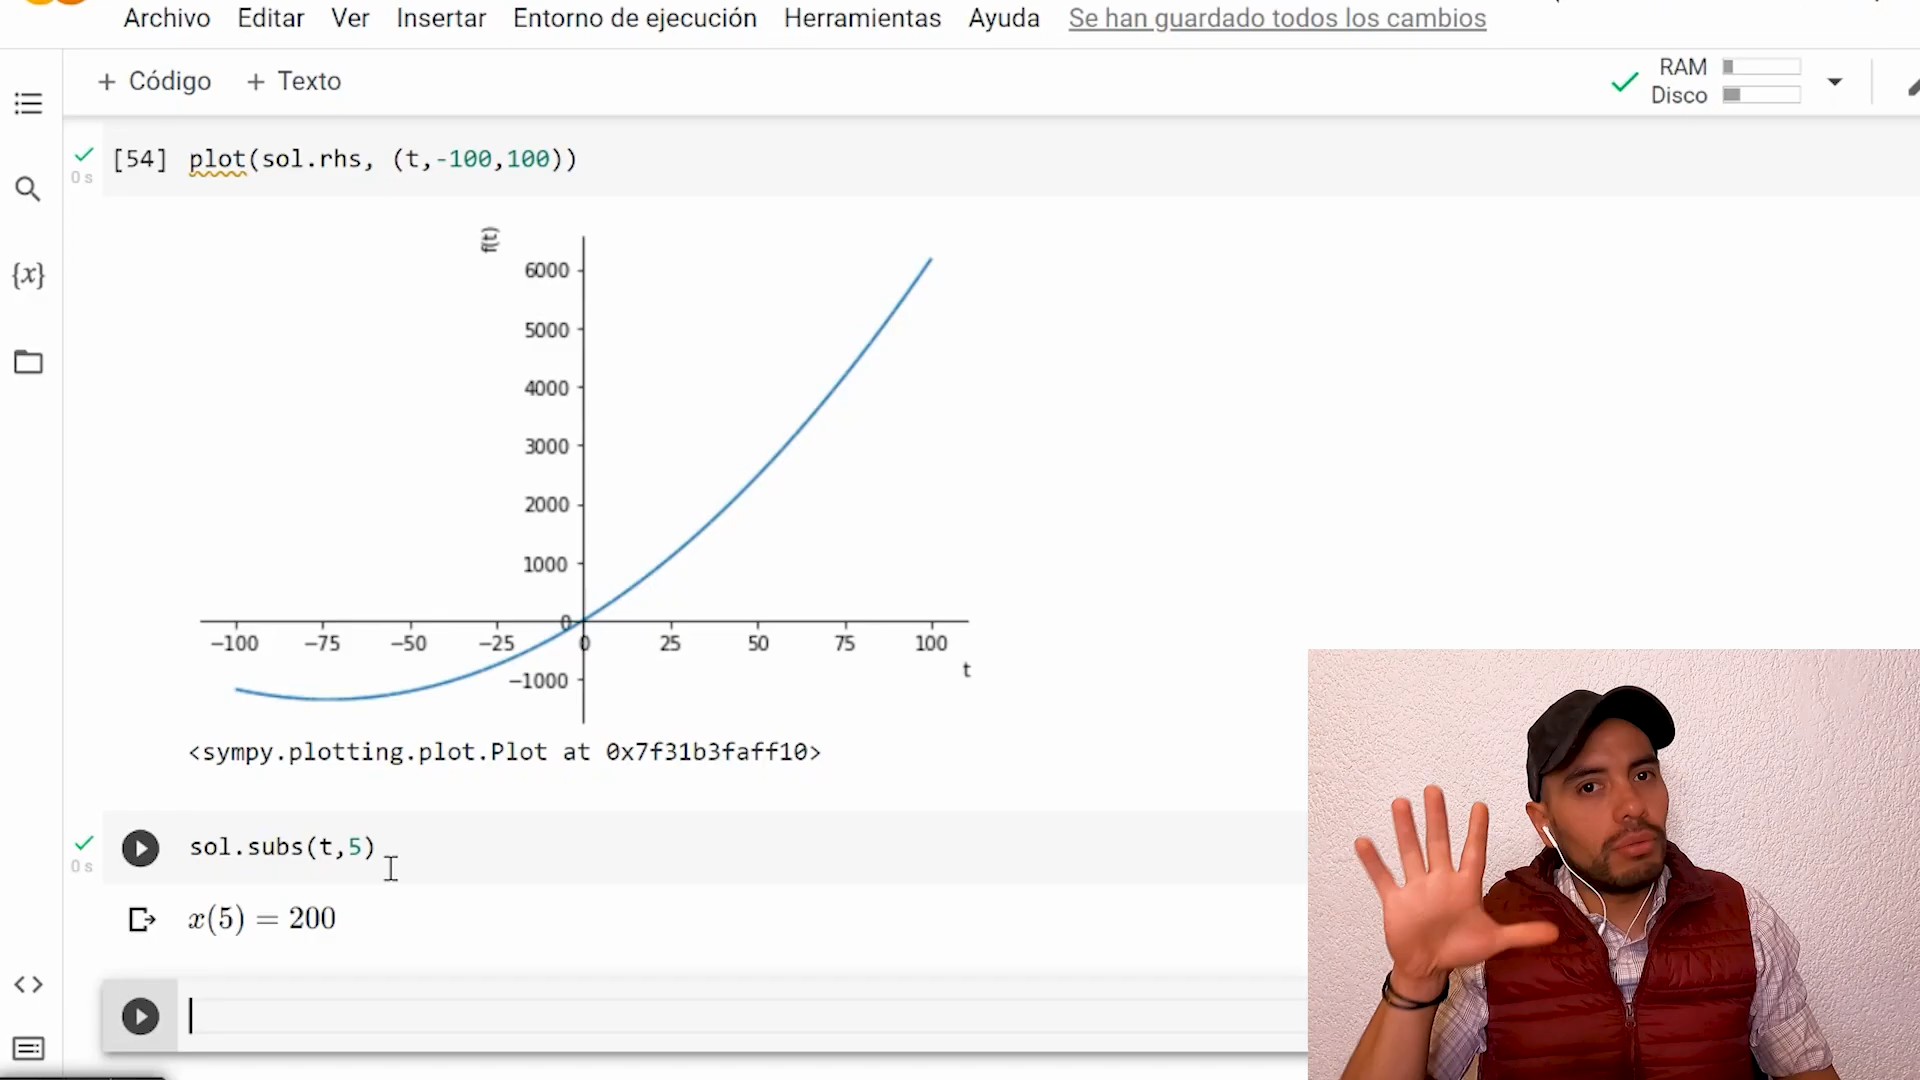 Archivo Editar Ver Insertar Entorno de ejecución Herramientas Ayuda Se han guardado todos los cambios
+ Código + Texto
RAM
Disco
[54] plot(sol.rhs, (t,-100,100))
0 s
f(t)
6000
5000
4000
3000
2000
1000
0
−100 −75 −50 −25 0 25 50 75 100
−1000
t
<sympy.plotting.plot.Plot at 0x7f31b3faff10>
sol.subs(t,5)
0 s
x(5) = 200
{x}
<>